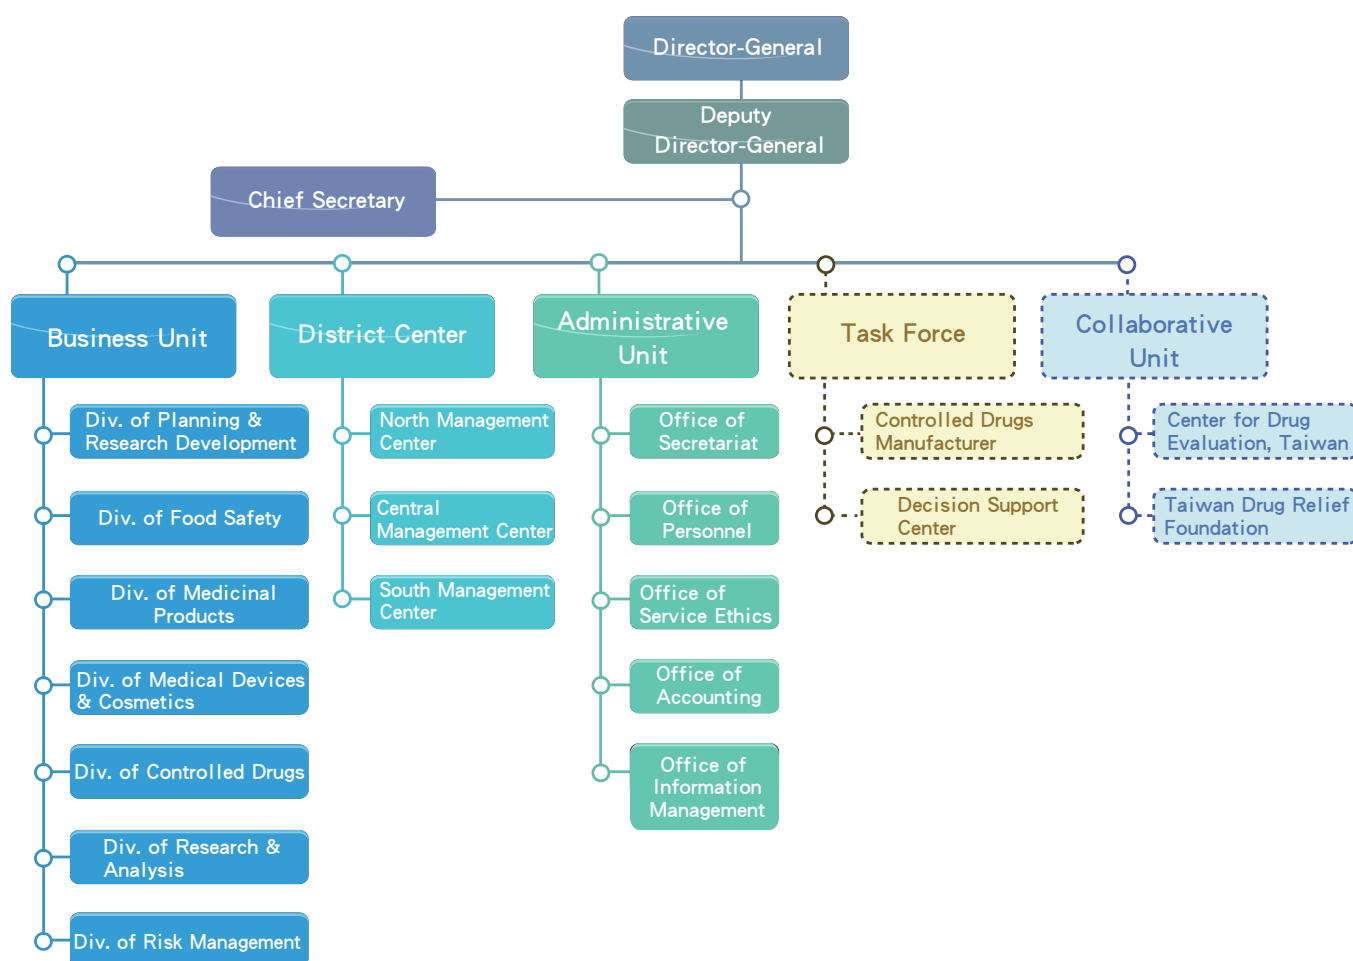 Director-General
Deputy
Director-General
Chief Secretary
Business Unit
Div. of Planning &
Research Development
Div. of Food Safety
Div. of Medicinal
Products
Div. of Medical Devices
& Cosmetics
Div. of Controlled Drugs
Div. of Research &
Analysis
Div. of Risk Management
District Center
North Management
Center
Central
Management Center
South Management
Center
Administrative
Unit
Office of
Secretariat
Office of
Personnel
Office of
Service Ethics
Office of
Accounting
Office of
Information
Management
Task Force
Controlled Drugs
Manufacturer
Decision Support
Center
Collaborative
Unit
Center for Drug
Evaluation, Taiwan
Taiwan Drug Relief
Foundation